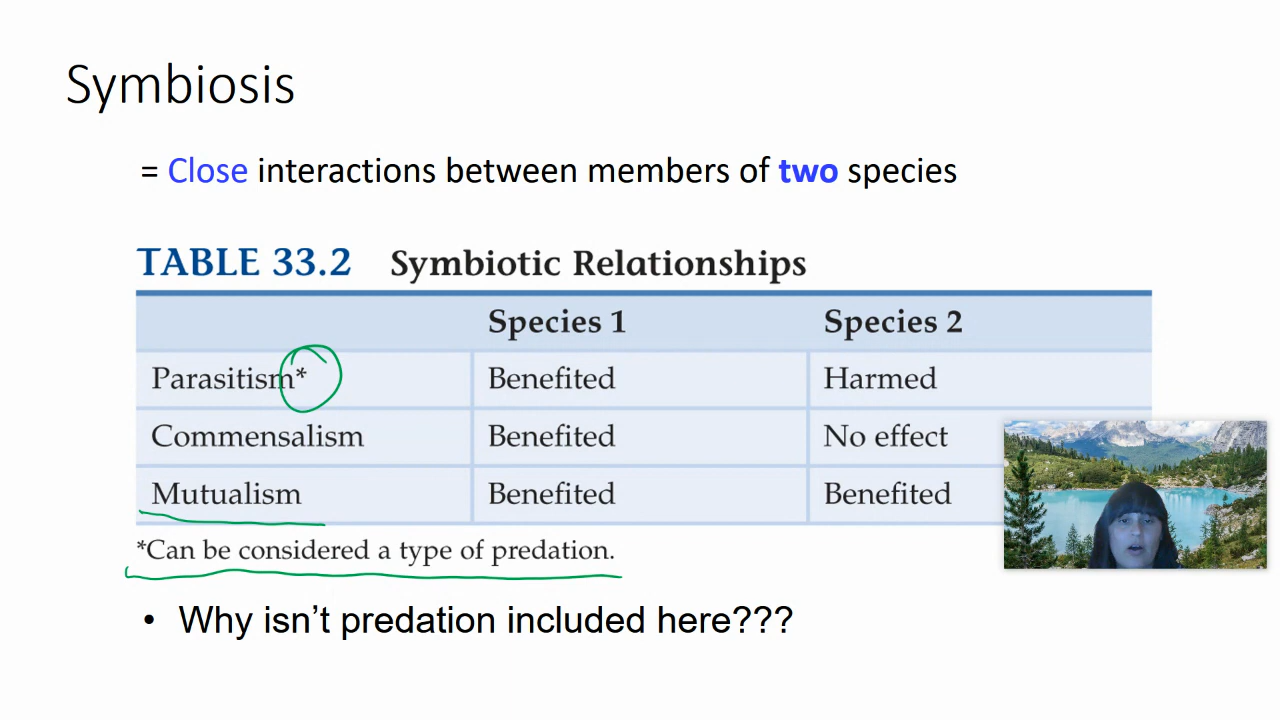 Symbiosis
= Close interactions between members of two species
TABLE 33.2 Symbiotic Relationships
Species 1 Species 2
Parasitism* Benefited Harmed
Commensalism Benefited No effect
Mutualism Benefited Benefited
*Can be considered a type of predation.
• Why isn’t predation included here???